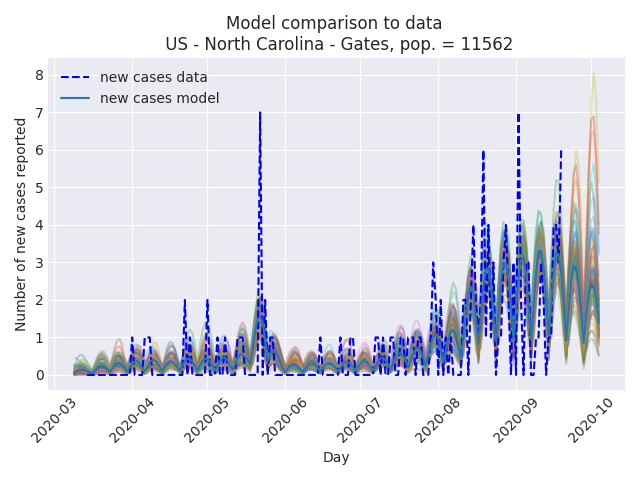 Model comparison to data
US - North Carolina - Gates, pop. = 11562
new cases data
new cases model
Number of new cases reported
8
7
6
5
4
3
2
1
0
2020-03
2020-04
2020-05
2020-06
2020-07
2020-08
2020-09
2020-10
Day